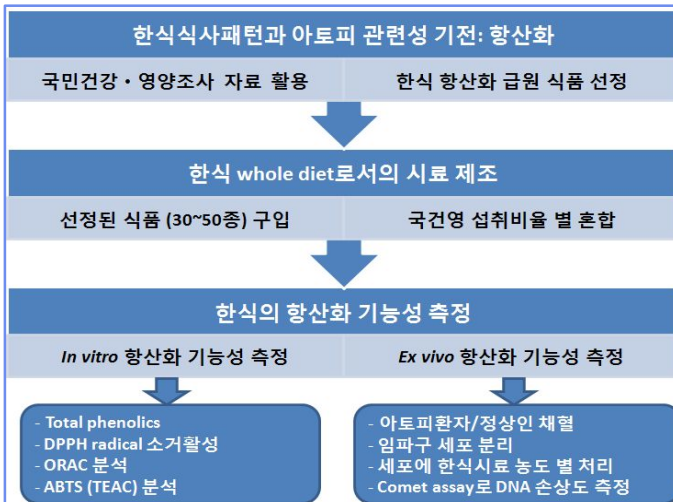 한식식사패턴과 아토피 관련성 기전: 항산화
국민건강·영양조사 자료 활용
한식 항산화 급원 식품 선정
한식 whole diet로서의 시료 제조
선정된 식품 (30~50종) 구입
국건영 섭취비율 별 혼합
한식의 항산화 기능성 측정
In vitro 항산화 기능성 측정
Ex vivo 항산화 기능성 측정
- Total phenolics
- DPPH radical 소거활성
- ORAC 분석
- ABTS (TEAC) 분석
- 아토피환자/정상인 채혈
- 임파구 세포 분리
- 세포에 한식시료 농도 별 처리
- Comet assay로 DNA 손상도 측정